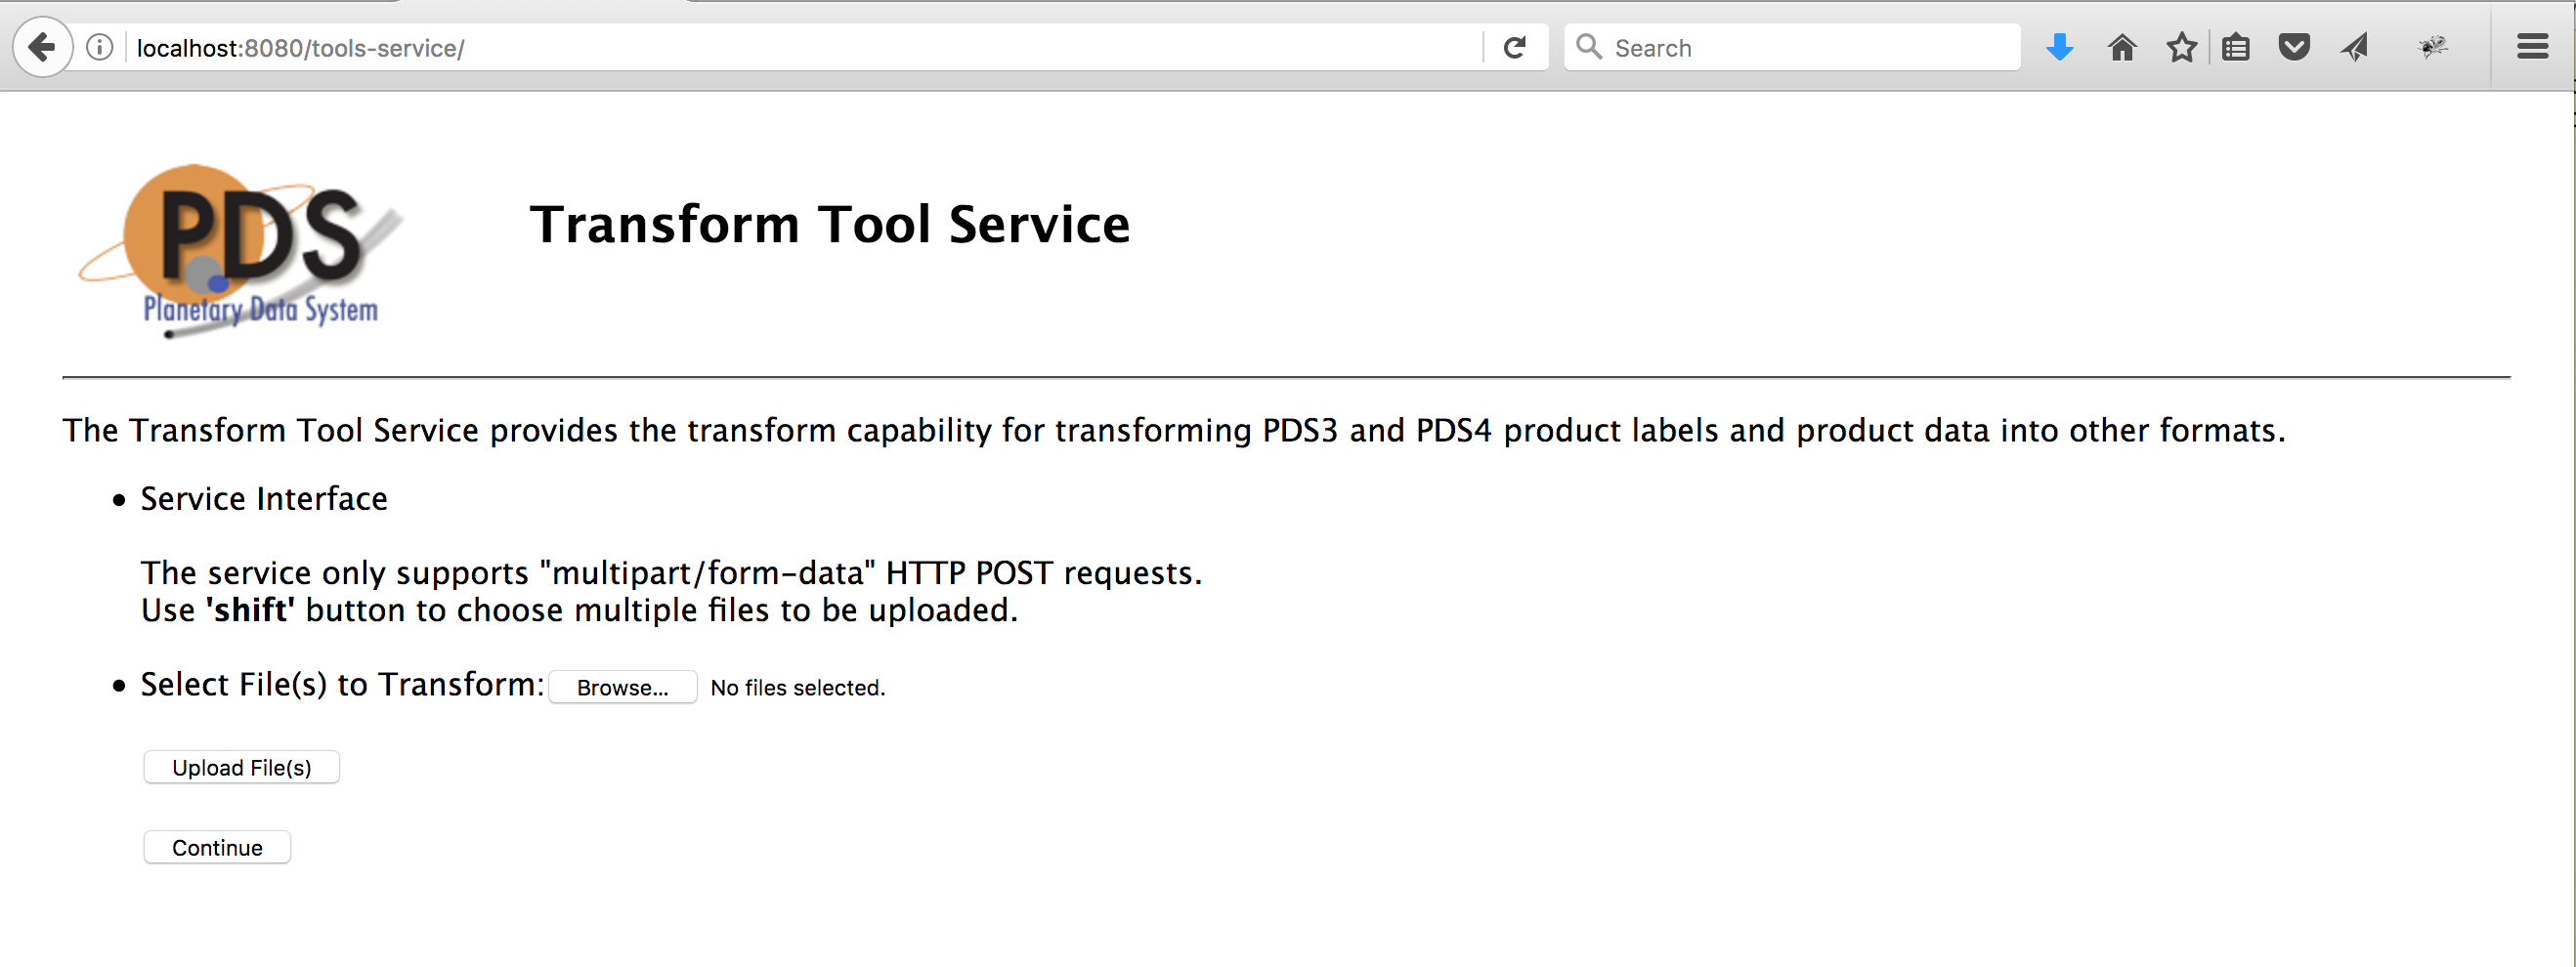 localhost:8080/tools-service/
Search
PDS
Planetary Data System
Transform Tool Service
The Transform Tool Service provides the transform capability for transforming PDS3 and PDS4 product labels and product data into other formats.
• Service Interface
The service only supports "multipart/form-data" HTTP POST requests.
Use 'shift' button to choose multiple files to be uploaded.
• Select File(s) to Transform: Browse... No files selected.
Upload File(s)
Continue